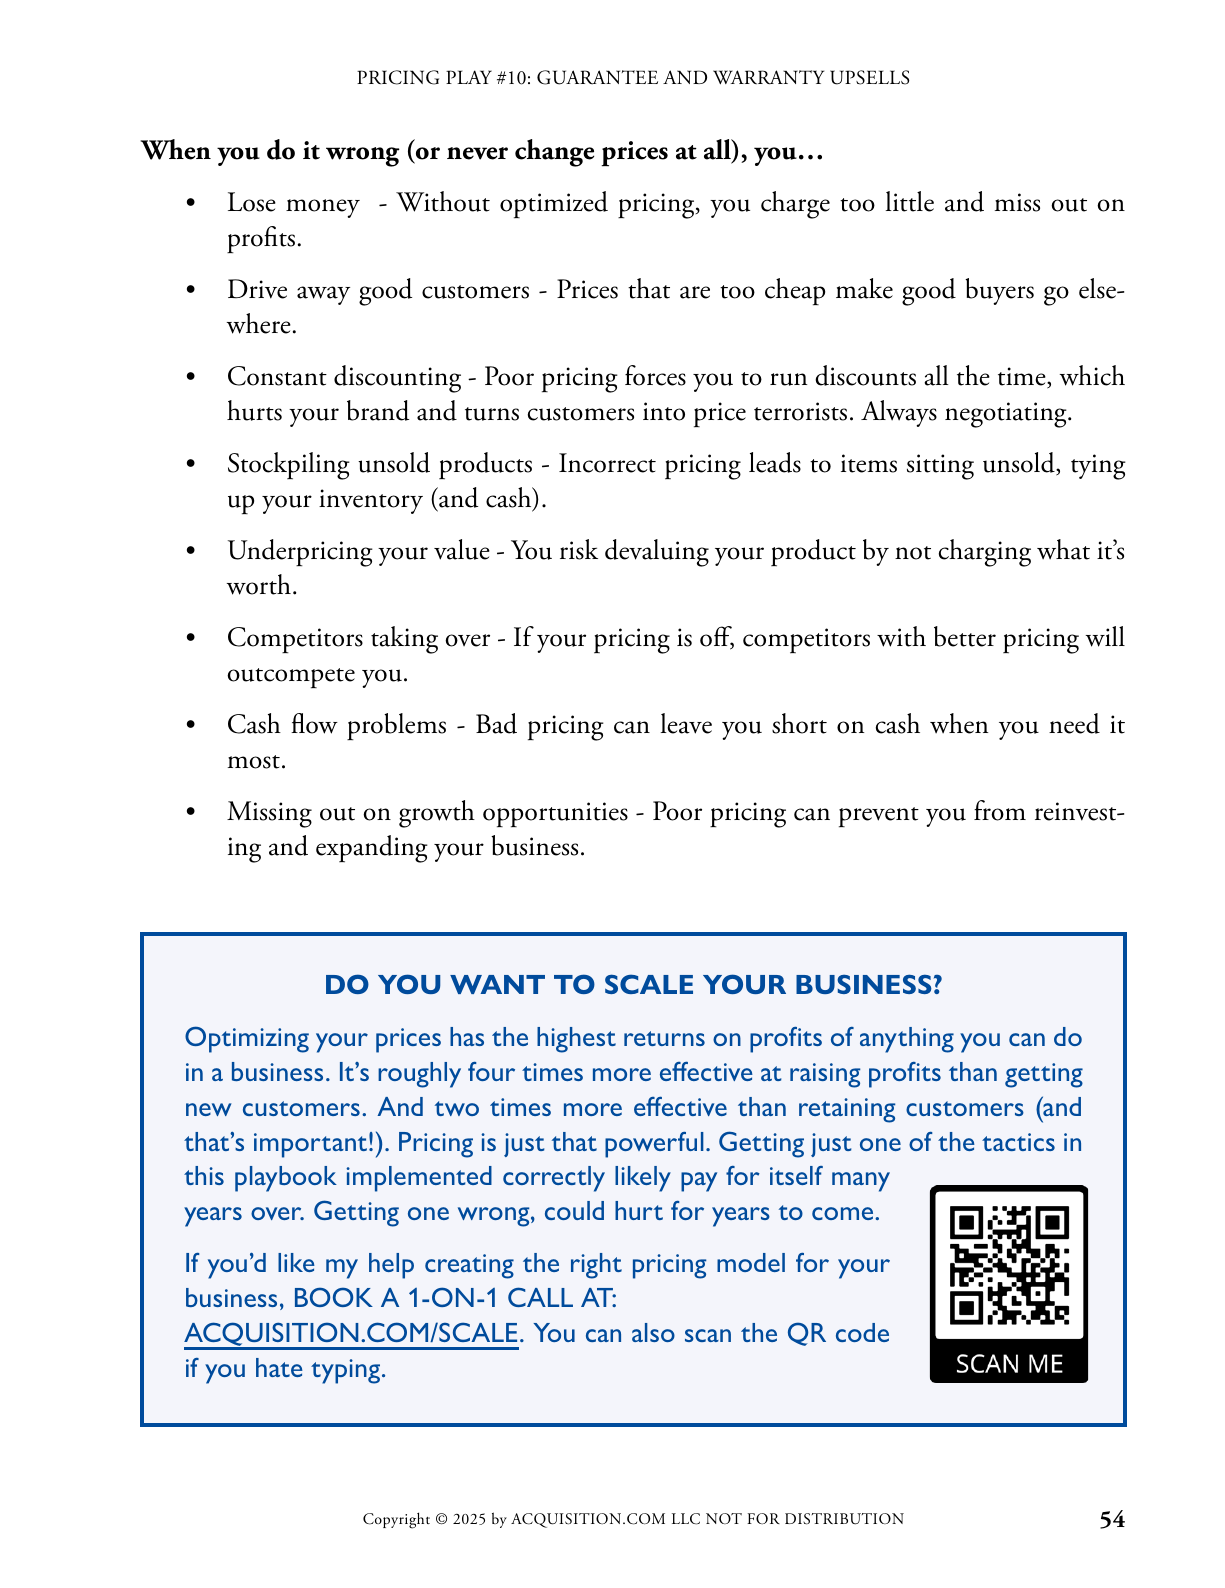 PRICING PLAY #10: GUARANTEE AND WARRANTY UPSELLS
When you do it wrong (or never change prices at all), you…
• Lose money - Without optimized pricing, you charge too little and miss out on
profits.
• Drive away good customers - Prices that are too cheap make good buyers go else-
where.
• Constant discounting - Poor pricing forces you to run discounts all the time, which
hurts your brand and turns customers into price terrorists. Always negotiating.
• Stockpiling unsold products - Incorrect pricing leads to items sitting unsold, tying
up your inventory (and cash).
• Underpricing your value - You risk devaluing your product by not charging what it’s
worth.
• Competitors taking over - If your pricing is off, competitors with better pricing will
outcompete you.
• Cash flow problems - Bad pricing can leave you short on cash when you need it
most.
• Missing out on growth opportunities - Poor pricing can prevent you from reinvest-
ing and expanding your business.
DO YOU WANT TO SCALE YOUR BUSINESS?
Optimizing your prices has the highest returns on profits of anything you can do
in a business. It’s roughly four times more effective at raising profits than getting
new customers. And two times more effective than retaining customers (and
that’s important!). Pricing is just that powerful. Getting just one of the tactics in
this playbook implemented correctly likely pay for itself many
years over. Getting one wrong, could hurt for years to come.
If you’d like my help creating the right pricing model for your
business, BOOK A 1-ON-1 CALL AT:
ACQUISITION.COM/SCALE. You can also scan the QR code
if you hate typing.
SCAN ME
Copyright © 2025 by ACQUISITION.COM LLC NOT FOR DISTRIBUTION
54